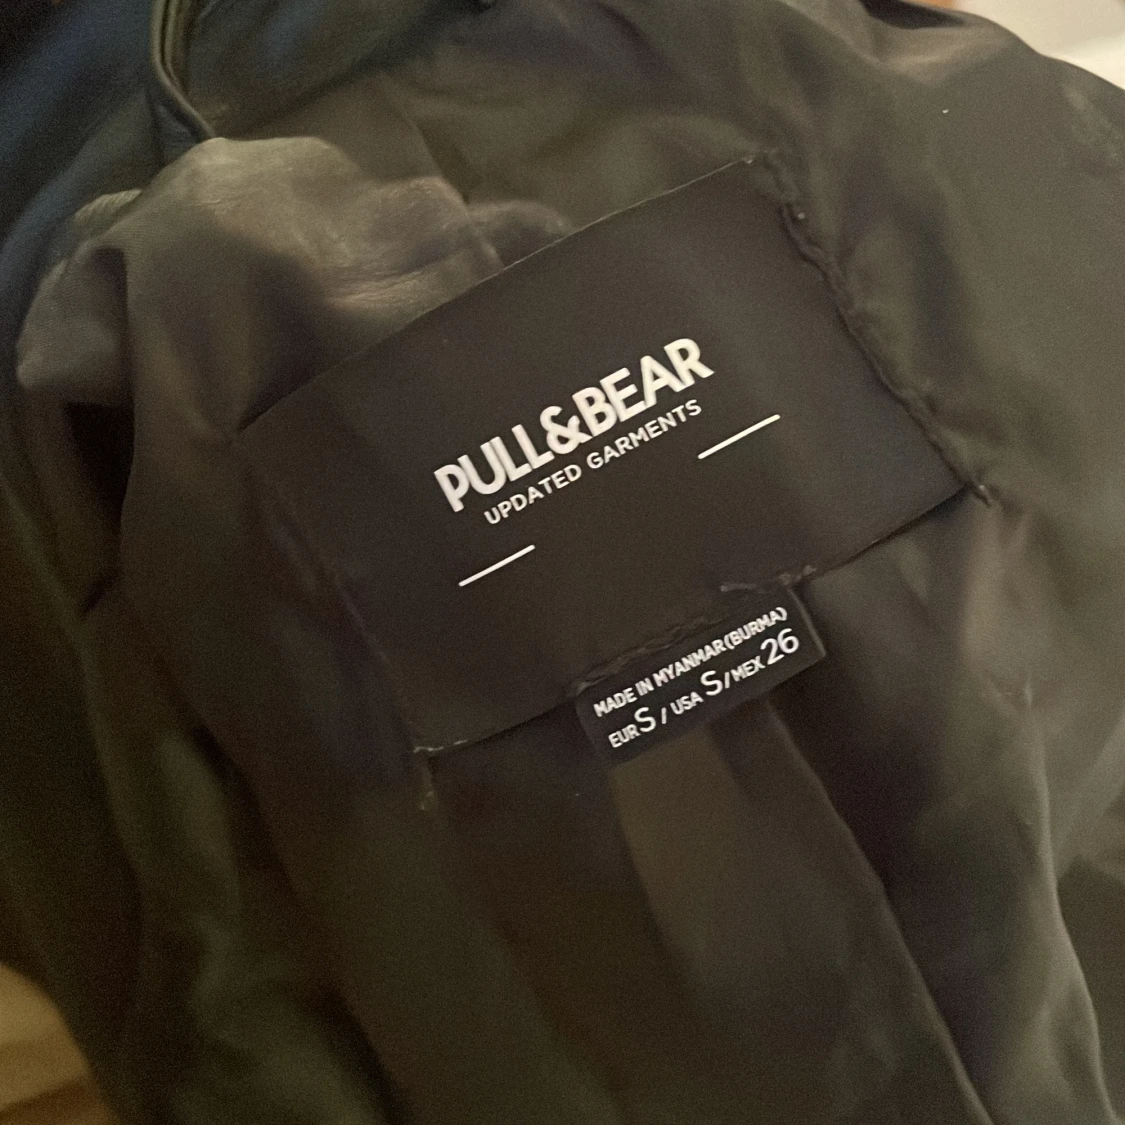 PULL&BEAR
UPDATED GARMENTS
MADE IN MYANMAR(BURMA)
EUR S / USA S/MEX 26